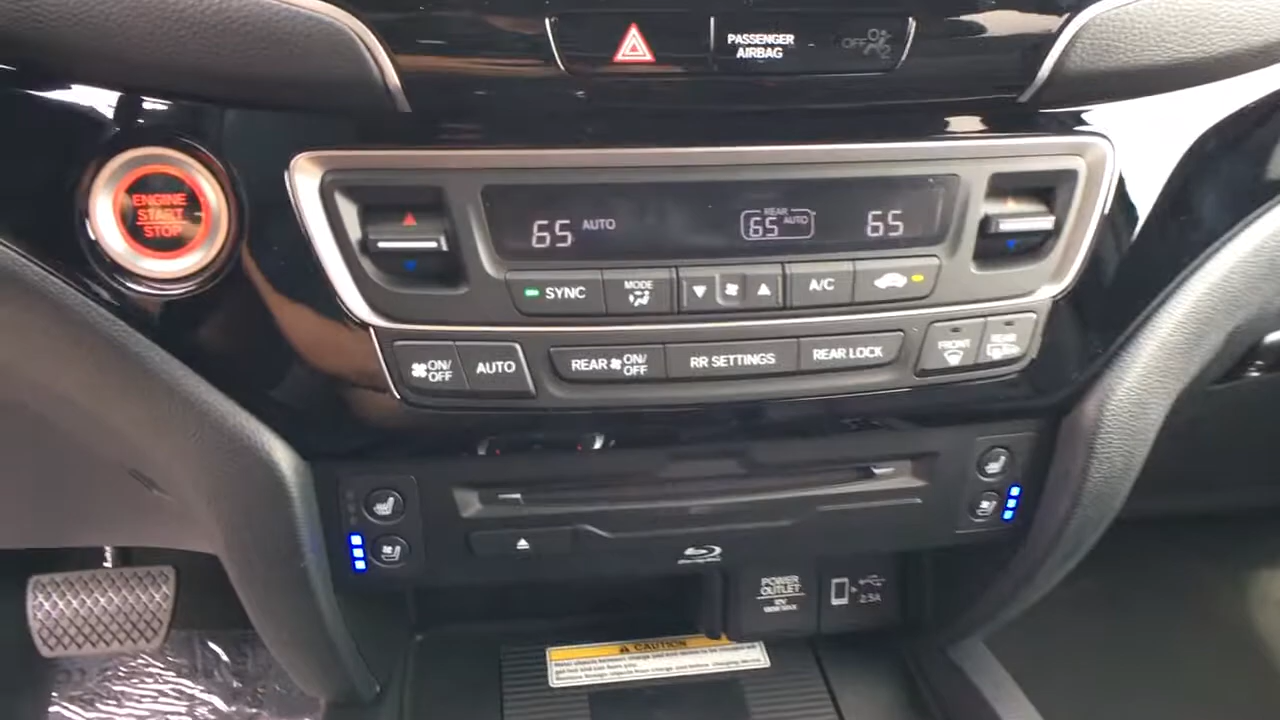 PASSENGER
AIRBAG
OFF
ENGINE
START
STOP
65 AUTO
REAR
65 AUTO
65
SYNC
MODE
A/C
ON/
OFF
AUTO
REAR ON/
OFF
RR SETTINGS
REAR LOCK
FRONT
REAR
POWER
OUTLET
2.5A
CAUTION